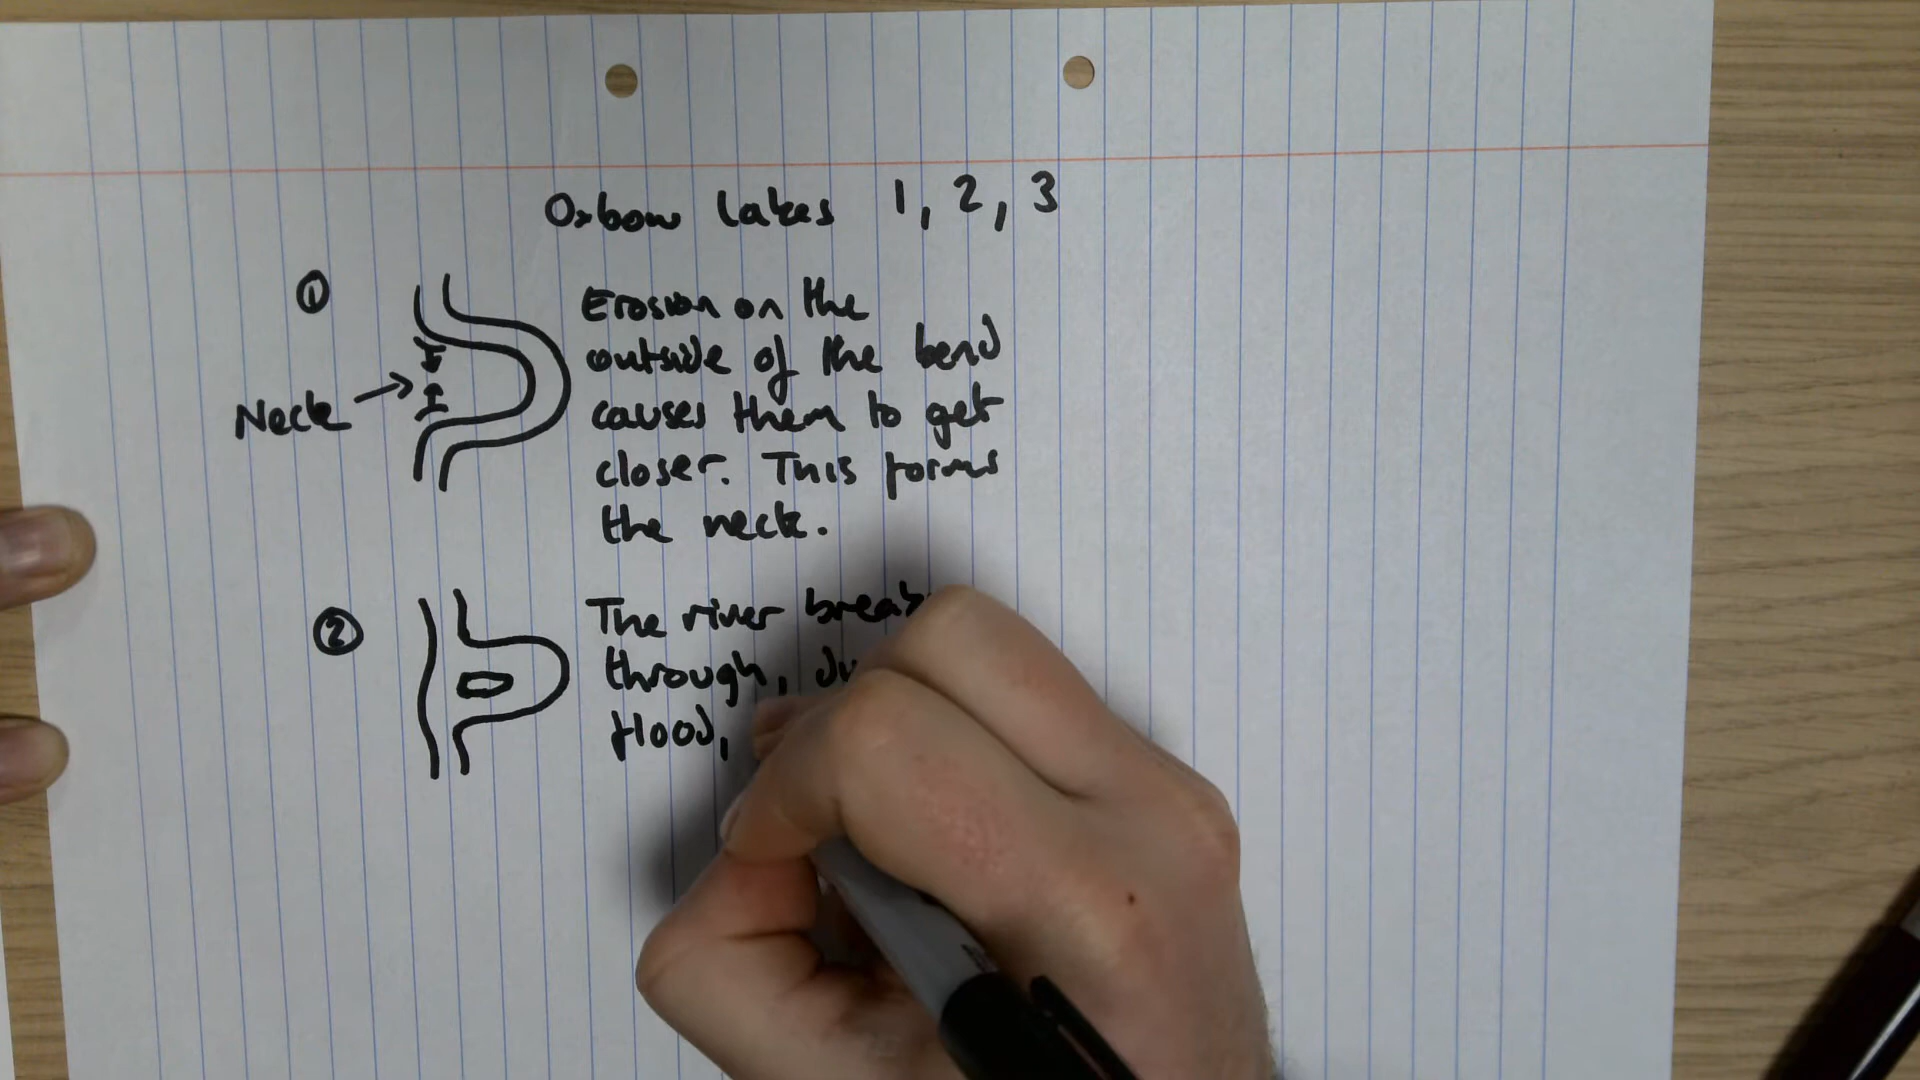 Oxbow lakes 1, 2, 3
①
Erosion on the
outside of the bend
Neck
causes them to get
closer. This forms
the neck.
②
The river
through,
flood,